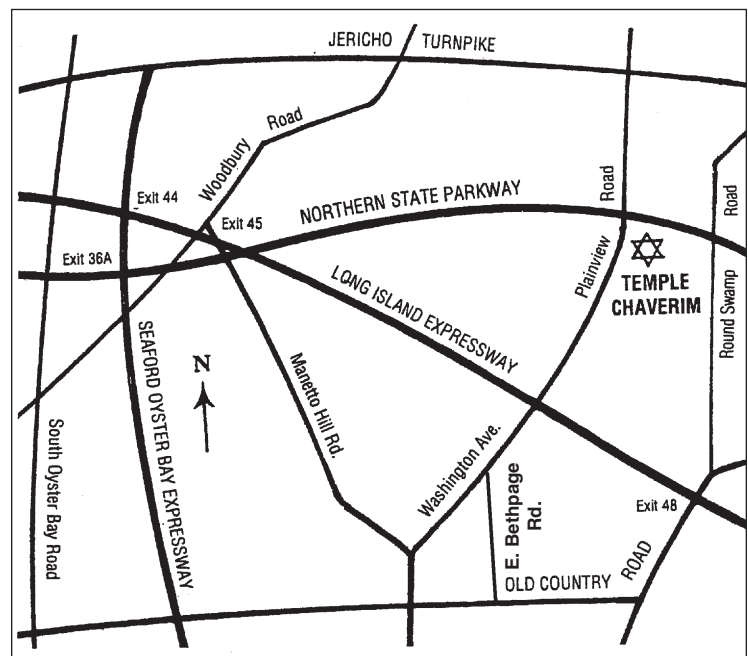 JERICHO TURNPIKE
Woodbury Road
Exit 44
Exit 45
NORTHERN STATE PARKWAY
Road
Road
Exit 36A
Plainview
TEMPLE
CHAVERIM
LONG ISLAND EXPRESSWAY
Round Swamp
SEAFORD OYSTER BAY EXPRESSWAY
N
Manetto Hill Rd.
South Oyster Bay Road
Washington Ave.
E. Bethpage
Rd.
Exit 48
OLD COUNTRY ROAD